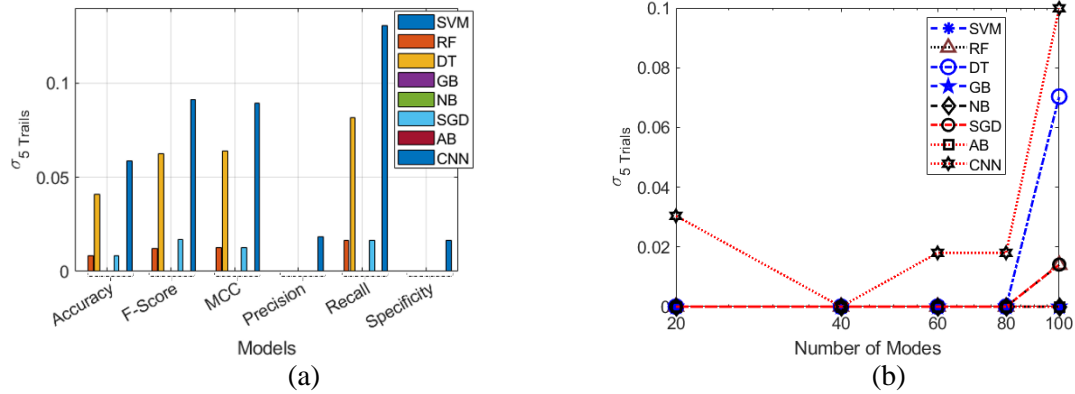 0.1
0.05
0
σ5 Trails
Accuracy
F-Score
MCC
Precision
Recall
Specificity
Models
SVM
RF
DT
GB
NB
SGD
AB
CNN
(a)
0.1
0.08
0.06
0.04
0.02
0
σ5 Trials
20
40
60
80
100
Number of Modes
SVM
RF
DT
GB
NB
SGD
AB
CNN
(b)